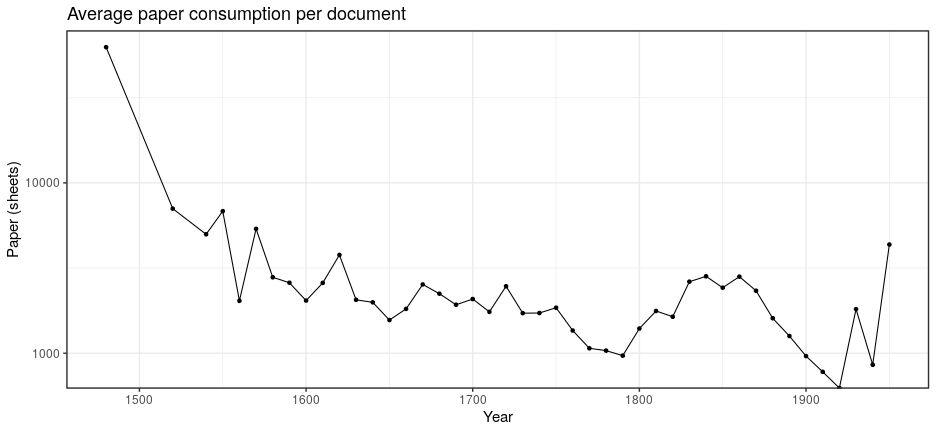 Average paper consumption per document
Paper (sheets)
10000
1000
1500 1600 1700 1800 1900
Year